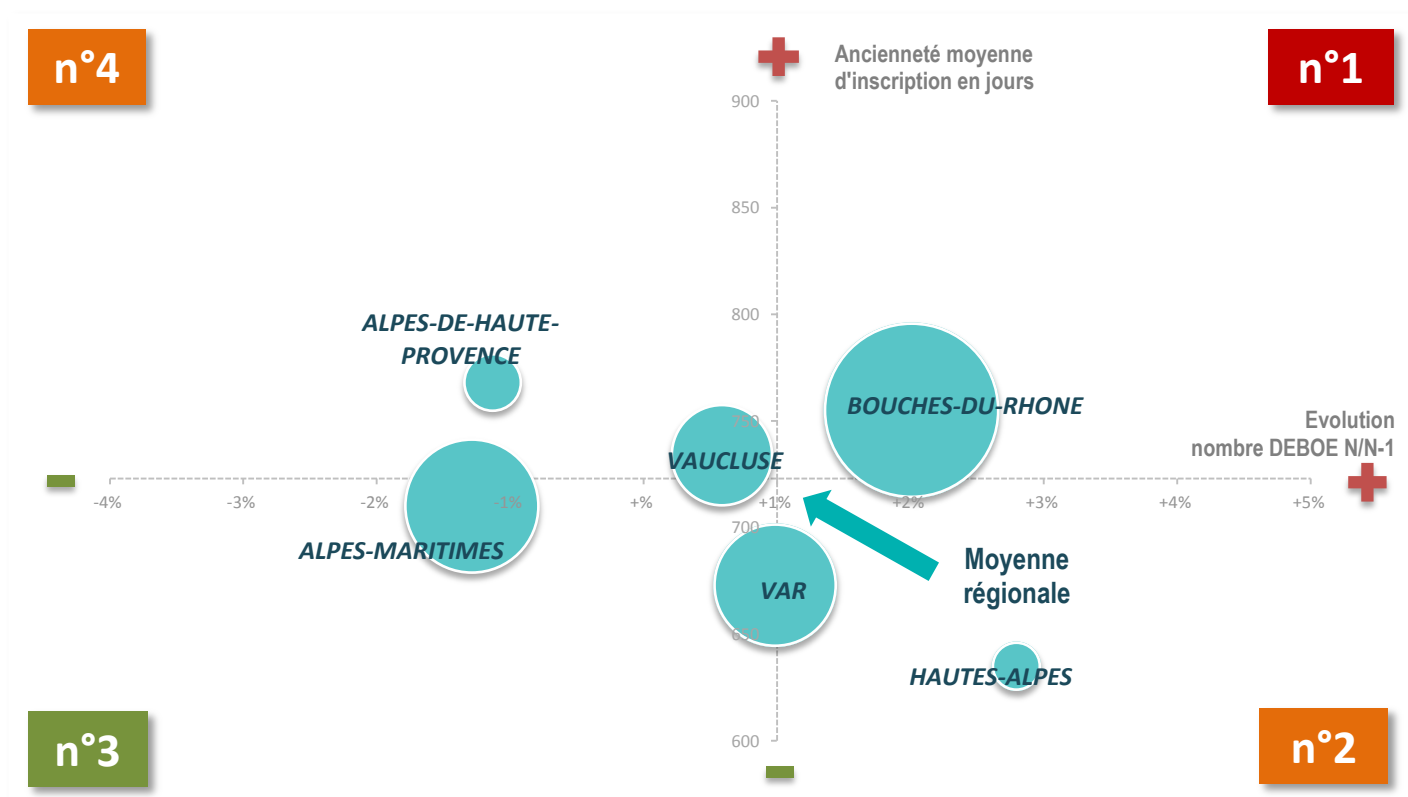 n°4
n°1
Ancienneté moyenne
d'inscription en jours
900
850
800
ALPES-DE-HAUTE-
PROVENCE
BOUCHES-DU-RHONE
750
Evolution
nombre DEBOE N/N-1
VAUCLUSE
-4%
-3%
-2%
-1%
+%
+1%
+2%
+3%
+4%
+5%
700
ALPES-MARITIMES
Moyenne
régionale
VAR
650
HAUTES-ALPES
600
n°3
n°2